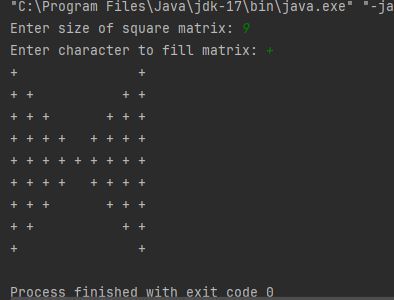 "C:\Program Files\Java\jdk-17\bin\java.exe" "-ja
Enter size of square matrix: 9
Enter character to fill matrix: +
+               +
+ +           + +
+ + +       + + +
+ + + +   + + + +
+ + + + + + + + +
+ + + +   + + + +
+ + +       + + +
+ +           + +
+               +
Process finished with exit code 0